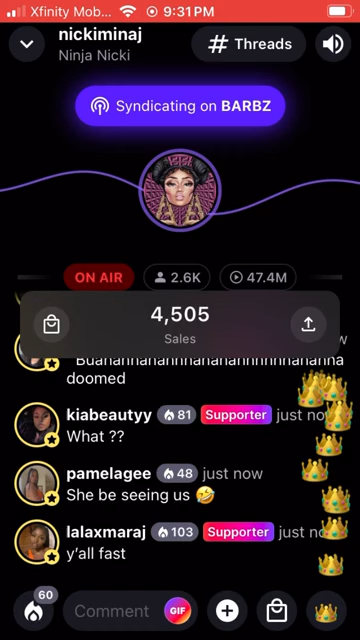 Xfinity Mob... 9:31 PM
nickiminaj
Ninja Nicki
# Threads
Syndicating on BARBZ
ON AIR 2.6K 47.4M
4,505
Sales
doomed
kiabeautyy 81 Supporter just now
What ??
pamelagee 48 just now
She be seeing us 🤣
lalaxmaraj 103 Supporter just now
y'all fast
60
Comment GIF